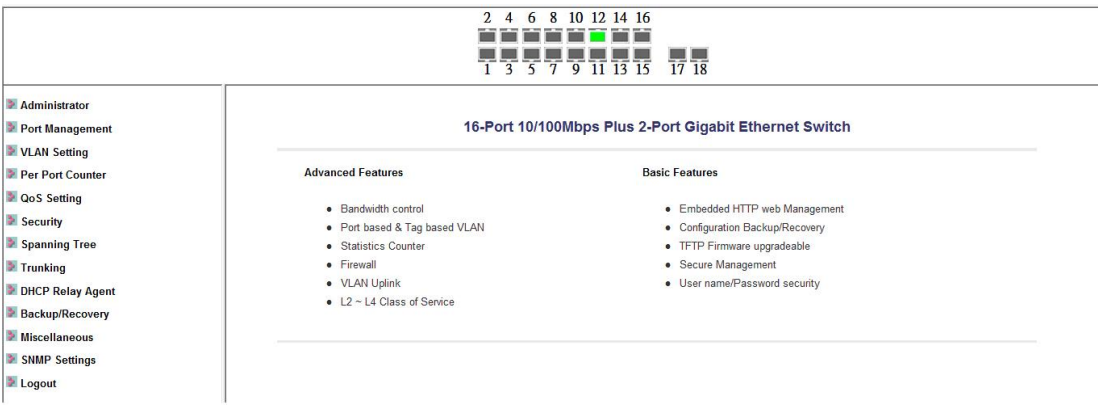 2 4 6 8 10 12 14 16
1 3 5 7 9 11 13 15 17 18
Administrator
Port Management
VLAN Setting
Per Port Counter
QoS Setting
Security
Spanning Tree
Trunking
DHCP Relay Agent
Backup/Recovery
Miscellaneous
SNMP Settings
Logout
16-Port 10/100Mbps Plus 2-Port Gigabit Ethernet Switch
Advanced Features
Bandwidth control
Port based & Tag based VLAN
Statistics Counter
Firewall
VLAN Uplink
L2 ~ L4 Class of Service
Basic Features
Embedded HTTP web Management
Configuration Backup/Recovery
TFTP Firmware upgradeable
Secure Management
User name/Password security